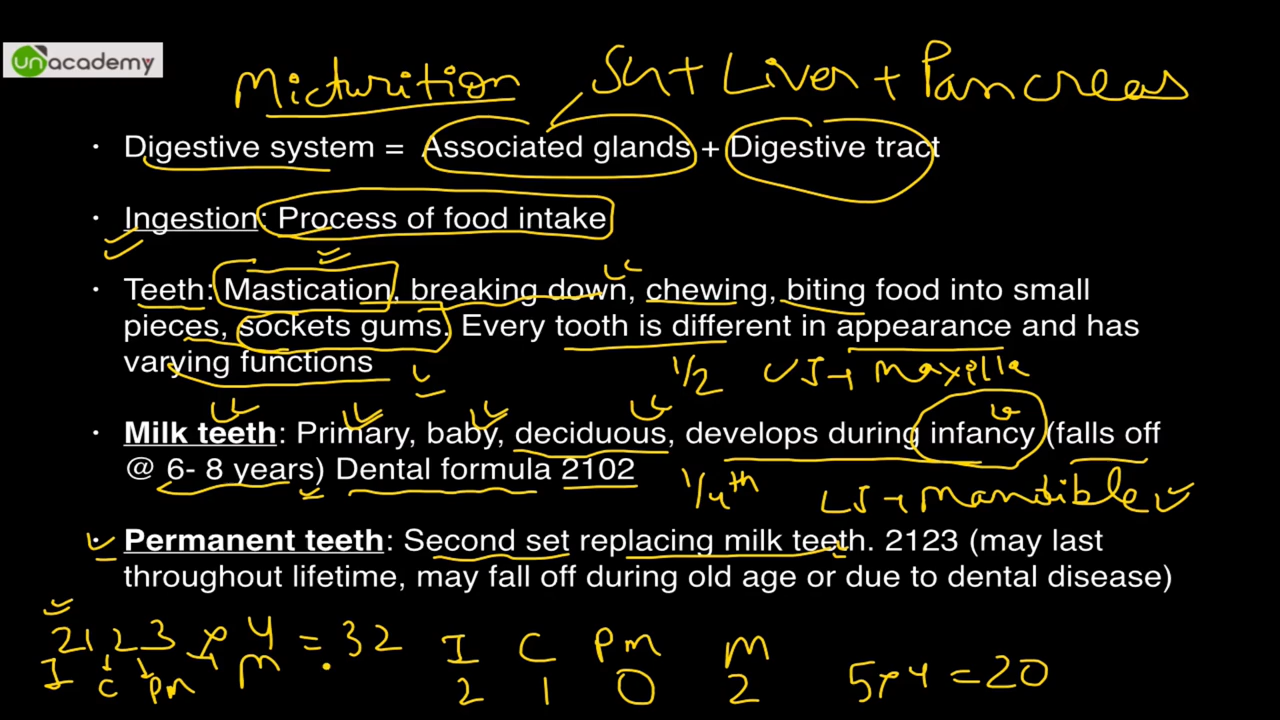 unacademy
Micturition SG + Liver + Pancreas
• Digestive system = Associated glands + Digestive tract
• Ingestion: Process of food intake
• Teeth: Mastication, breaking down, chewing, biting food into small
pieces, sockets gums. Every tooth is different in appearance and has
varying functions
1/2 UJ → Maxilla
• Milk teeth: Primary, baby, deciduous, develops during infancy (falls off
@ 6- 8 years) Dental formula 2102
1/4th LJ → Mandible
• Permanent teeth: Second set replacing milk teeth. 2123 (may last
throughout lifetime, may fall off during old age or due to dental disease)
2123 × 4 = 32 I C Pm M
I C Pm M 2 1 0 2 5×4 = 20